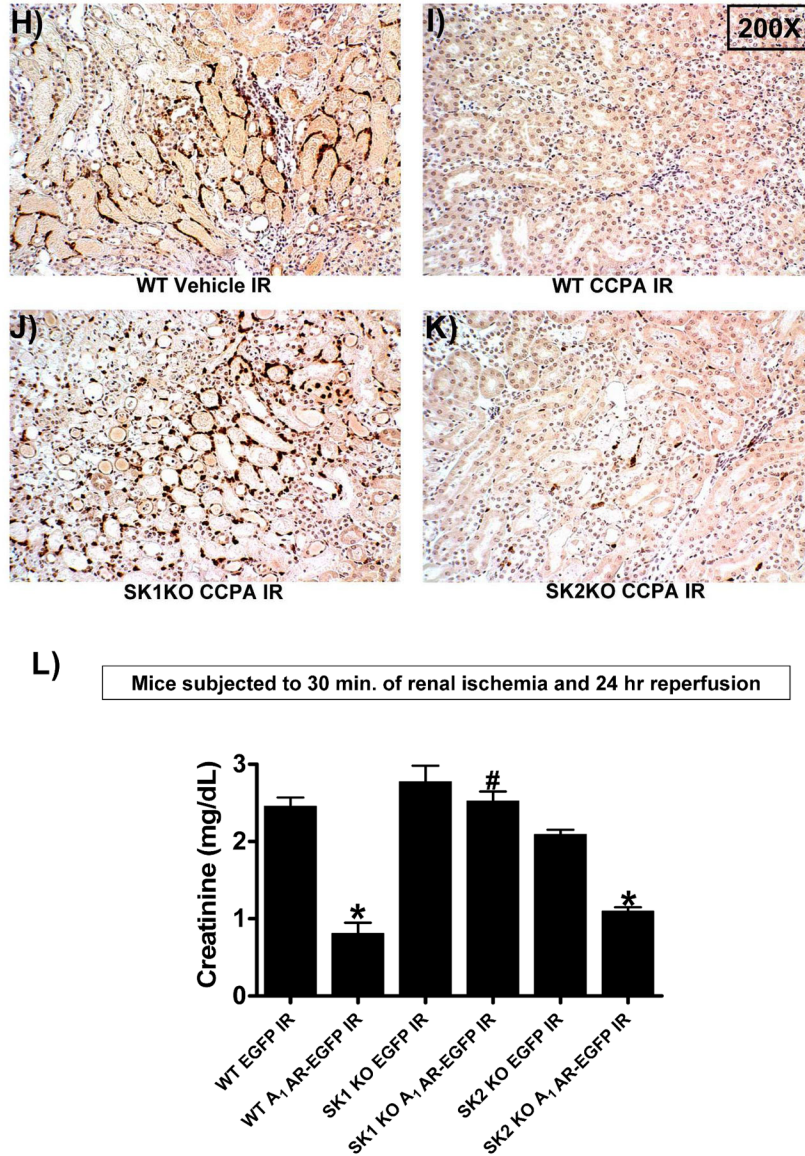 H)
I)
200X
WT Vehicle IR
WT CCPA IR
J)
K)
SK1KO CCPA IR
SK2KO CCPA IR
L)
Mice subjected to 30 min. of renal ischemia and 24 hr reperfusion
Creatinine (mg/dL)
3
2
1
0
*
#
*
WT EGFP IR
WT A₁ AR-EGFP IR
SK1 KO EGFP IR
SK1 KO A₁ AR-EGFP IR
SK2 KO EGFP IR
SK2 KO A₁ AR-EGFP IR